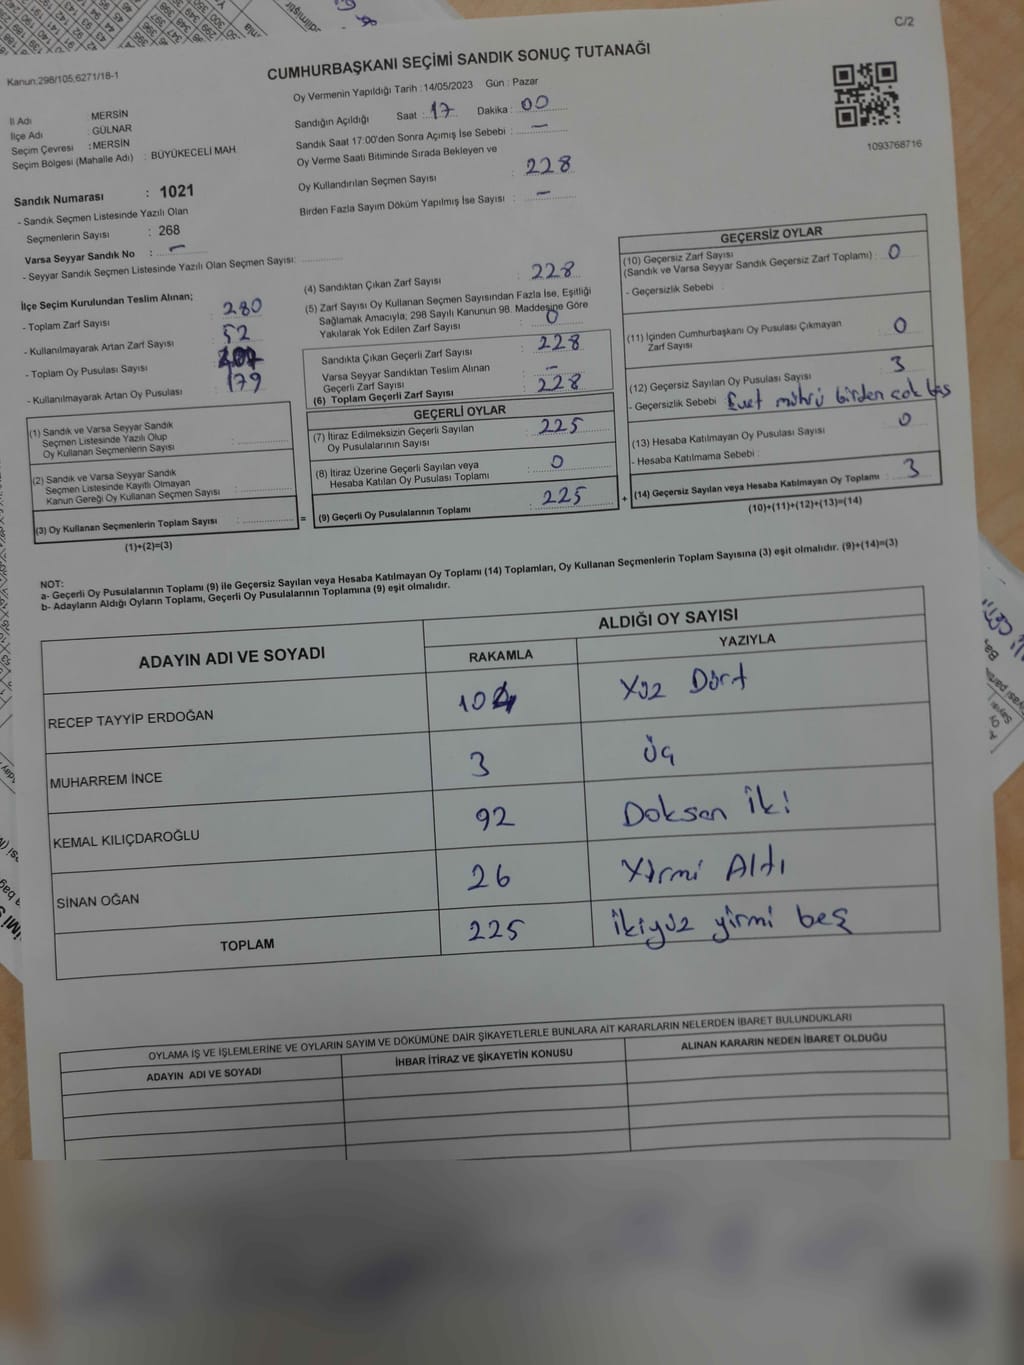 C/2
Kanun:298/105;6271/18-1
CUMHURBAŞKANI SEÇİMİ SANDIK SONUÇ TUTANAĞI
Oy Vermenin Yapıldığı Tarih : 14/05/2023 Gün : Pazar
İl Adı : MERSİN
İlçe Adı : GÜLNAR
Seçim Çevresi : MERSİN
Seçim Bölgesi (Mahalle Adı) : BÜYÜKECELİ MAH.
Sandığın Açıldığı Saat : 17 Dakika : 00
Sandık Saat 17:00'den Sonra Açımış İse Sebebi : -
Oy Verme Saati Bitiminde Sırada Bekleyen ve
Oy Kullandırılan Seçmen Sayısı : 228
Birden Fazla Sayım Döküm Yapılmış İse Sayısı : -
1093768716
Sandık Numarası : 1021
- Sandık Seçmen Listesinde Yazılı Olan
Seçmenlerin Sayısı : 268
Varsa Seyyar Sandık No : -
- Seyyar Sandık Seçmen Listesinde Yazılı Olan Seçmen Sayısı:
İlçe Seçim Kurulundan Teslim Alınan;
- Toplam Zarf Sayısı : 280
- Kullanılmayarak Artan Zarf Sayısı : 52
- Toplam Oy Pusulası Sayısı :
- Kullanılmayarak Artan Oy Pusulası : 179
(1) Sandık ve Varsa Seyyar Sandık
Seçmen Listesinde Yazılı Olup
Oy Kullanan Seçmenlerin Sayısı :
(2) Sandık ve Varsa Seyyar Sandık
Seçmen Listesinde Kayıtlı Olmayan
Kanun Gereği Oy Kullanan Seçmen Sayısı :
(3) Oy Kullanan Seçmenlerin Toplam Sayısı : =
(1)+(2)=(3)
(4) Sandıktan Çıkan Zarf Sayısı : 228
(5) Zarf Sayısı Oy Kullanan Seçmen Sayısından Fazla İse, Eşitliği
Sağlamak Amacıyla; 298 Sayılı Kanunun 98. Maddesine Göre
Yakılarak Yok Edilen Zarf Sayısı : 0
Sandıkta Çıkan Geçerli Zarf Sayısı : 228
Varsa Seyyar Sandıktan Teslim Alınan
Geçerli Zarf Sayısı : -
(6) Toplam Geçerli Zarf Sayısı : 228
GEÇERLİ OYLAR
(7) İtiraz Edilmeksizin Geçerli Sayılan
Oy Pusulalarının Sayısı : 225
(8) İtiraz Üzerine Geçerli Sayılan veya
Hesaba Katılan Oy Pusulası Toplamı : 0
(9) Geçerli Oy Pusulalarının Toplamı : 225 +
GEÇERSİZ OYLAR
(10) Geçersiz Zarf Sayısı
(Sandık ve Varsa Seyyar Sandık Geçersiz Zarf Toplamı) : 0
- Geçersizlik Sebebi :
(11) İçinden Cumhurbaşkanı Oy Pusulası Çıkmayan
Zarf Sayısı : 0
(12) Geçersiz Sayılan Oy Pusulası Sayısı : 3
- Geçersizlik Sebebi : Evet mührü birden çok bas
(13) Hesaba Katılmayan Oy Pusulası Sayısı : 0
- Hesaba Katılmama Sebebi :
(14) Geçersiz Sayılan veya Hesaba Katılmayan Oy Toplamı : 3
(10)+(11)+(12)+(13)=(14)
NOT:
a- Geçerli Oy Pusulalarının Toplamı (9) ile Geçersiz Sayılan veya Hesaba Katılmayan Oy Toplamı (14) Toplamları, Oy Kullanan Seçmenlerin Toplam Sayısına (3) eşit olmalıdır. (9)+(14)=(3)
b- Adayların Aldığı Oyların Toplamı, Geçerli Oy Pusulalarının Toplamına (9) eşit olmalıdır.
ADAYIN ADI VE SOYADI
ALDIĞI OY SAYISI
RAKAMLA YAZIYLA
RECEP TAYYİP ERDOĞAN 104 Yüz Dört
MUHARREM İNCE 3 Üç
KEMAL KILIÇDAROĞLU 92 Doksan İki
SİNAN OĞAN 26 Yirmi Altı
TOPLAM 225 İkiyüz yirmi beş
OYLAMA İŞ VE İŞLEMLERİNE VE OYLARIN SAYIM VE DÖKÜMÜNE DAİR ŞİKAYETLERLE BUNLARA AİT KARARLARIN NELERDEN İBARET BULUNDUKLARI
ADAYIN ADI VE SOYADI İHBAR İTİRAZ VE ŞİKAYETİN KONUSU ALINAN KARARIN NEDEN İBARET OLDUĞU